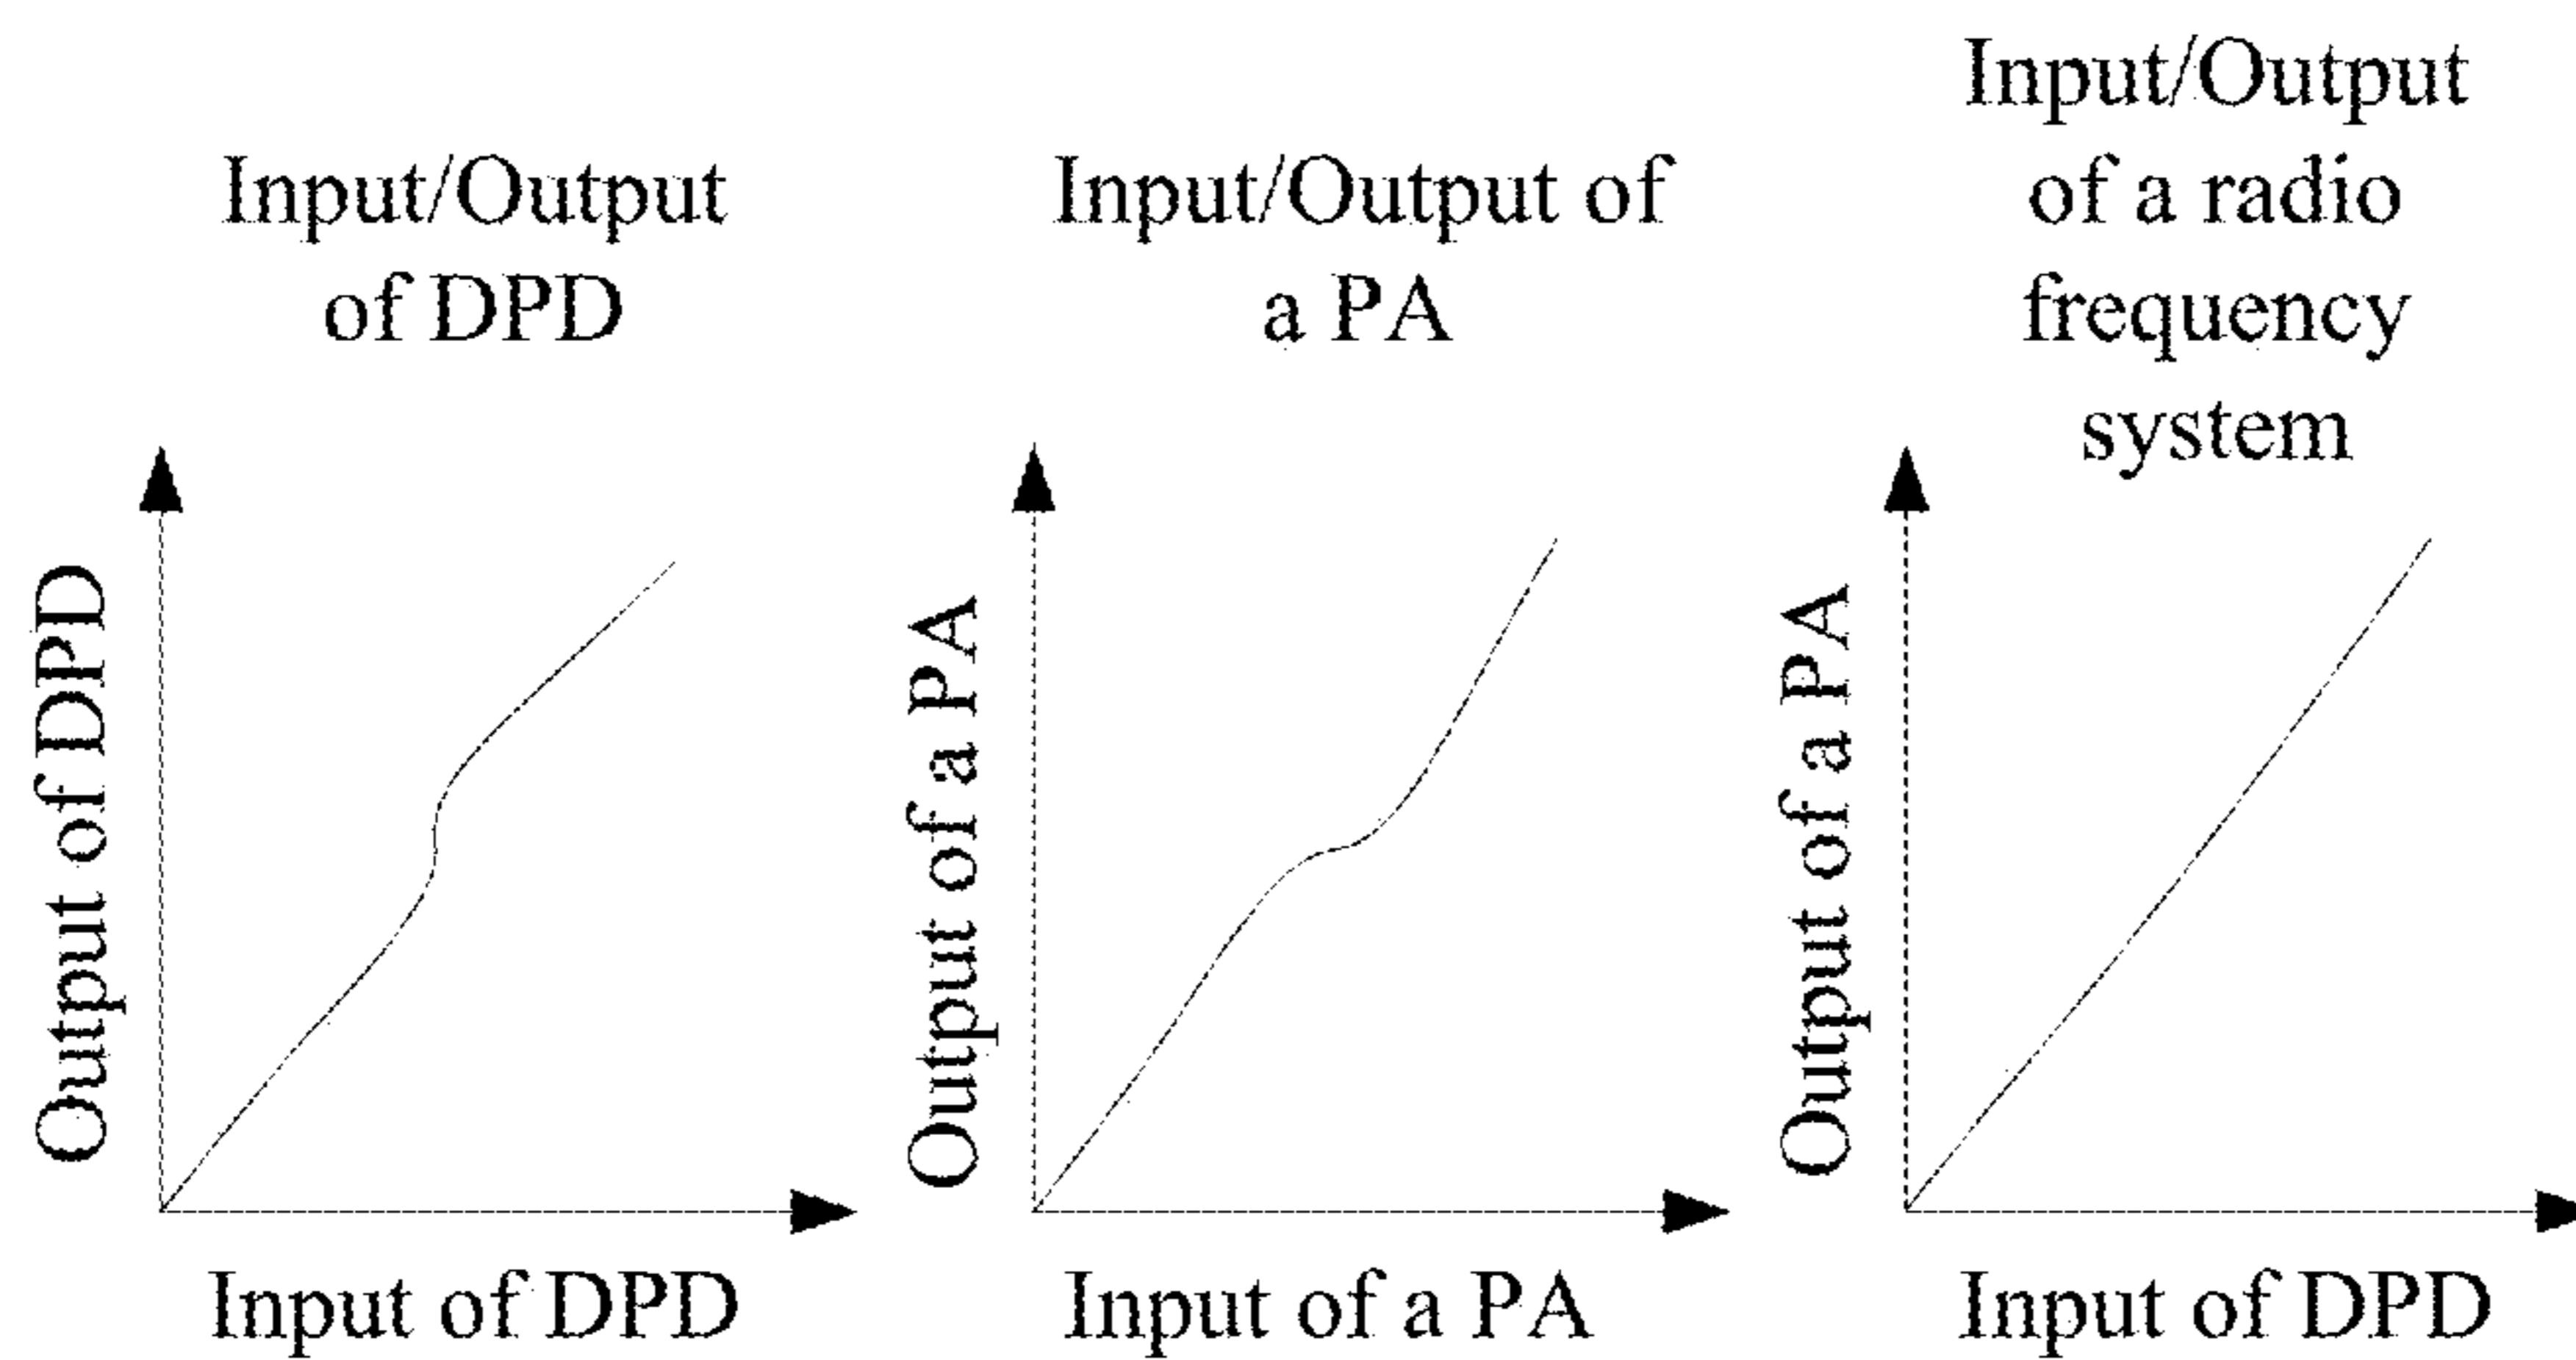 Input/Output
of DPD
Output of DPD
Input of DPD
Input/Output of
a PA
Output of a PA
Input of a PA
Input/Output
of a radio
frequency
system
Output of a PA
Input of DPD